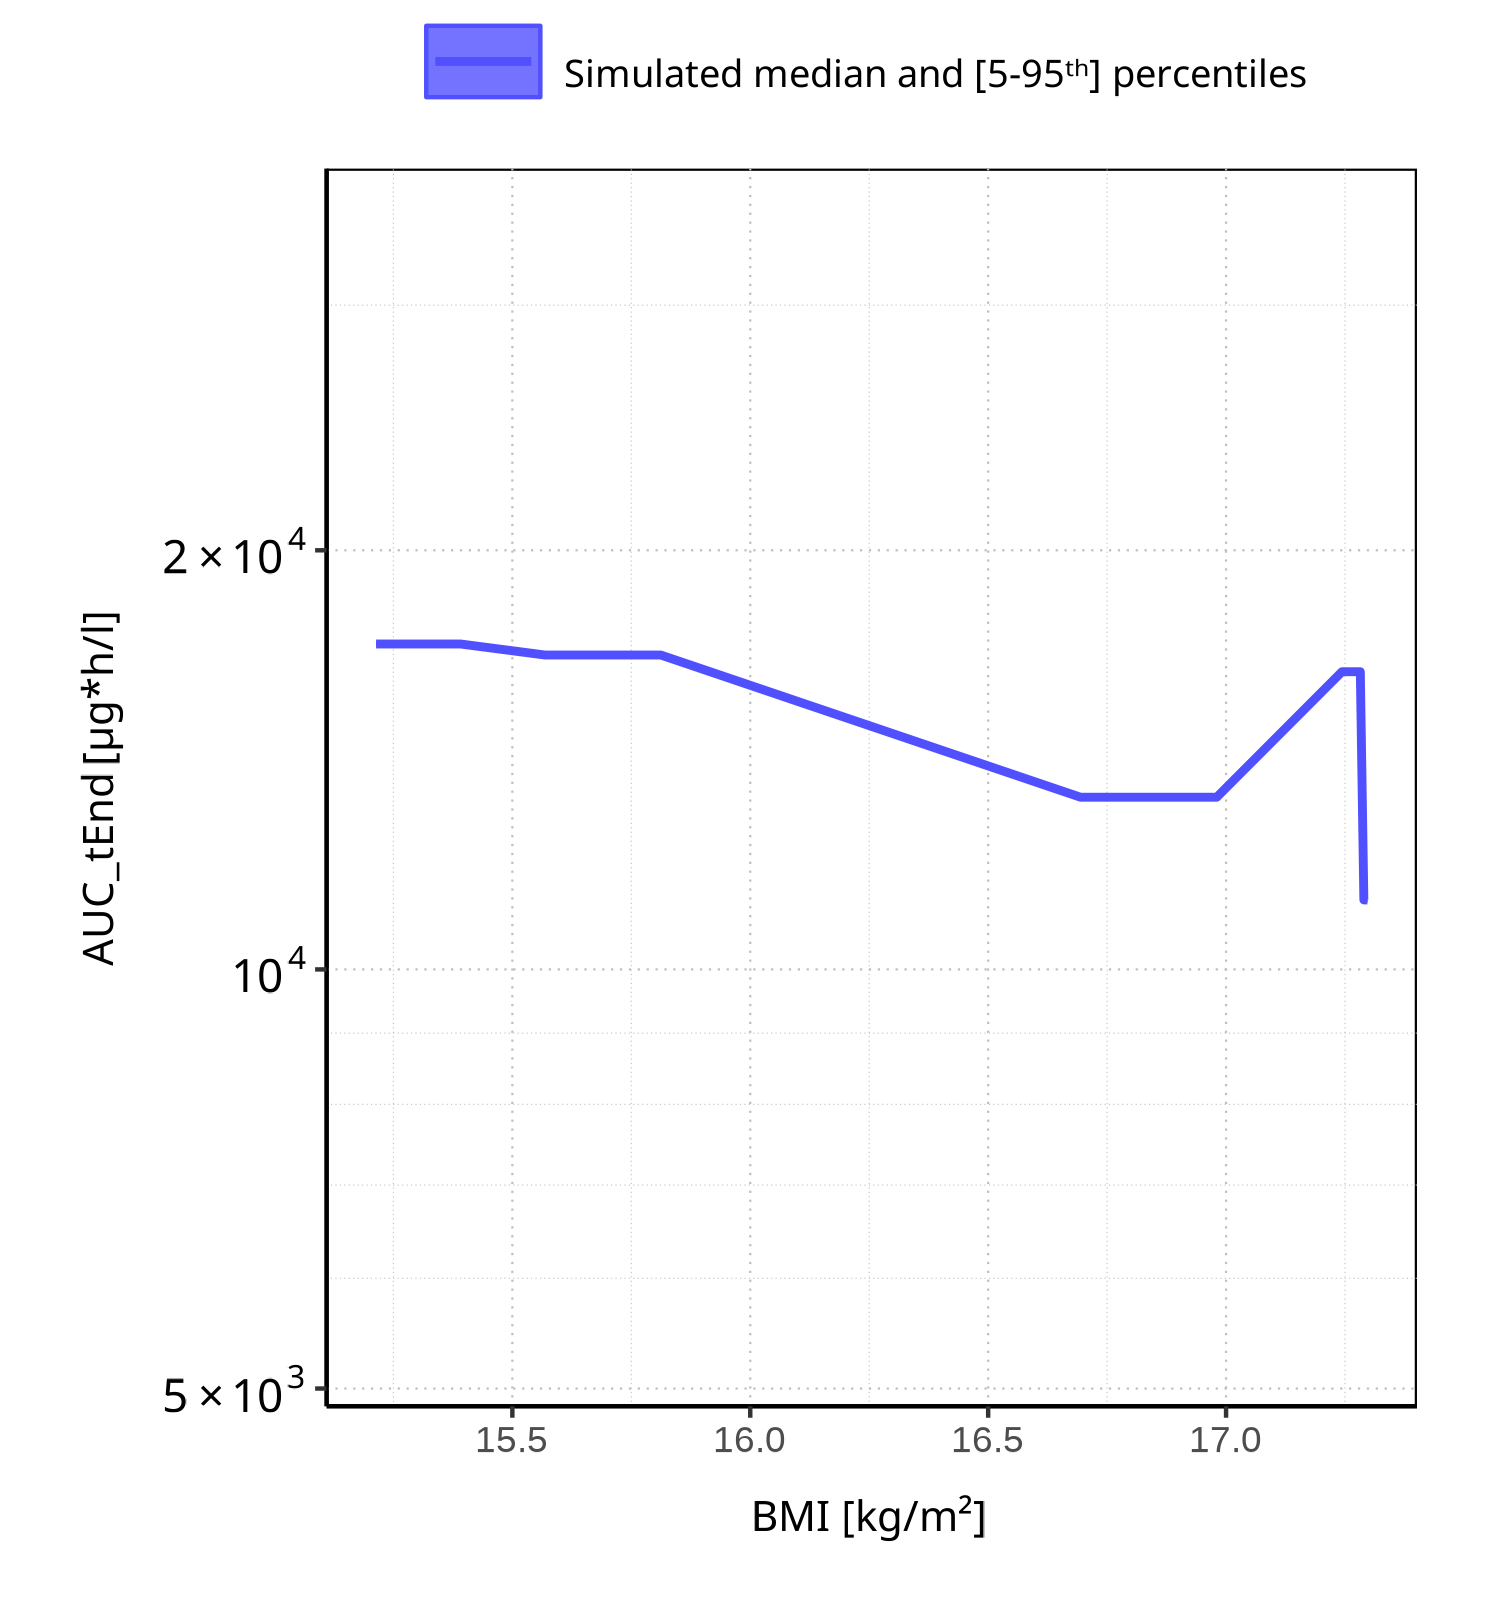 Simulated median and [5-95ᵗʰ] percentiles
AUC_tEnd [µg*h/l]
2 × 10⁴
10⁴
5 × 10³
15.5 16.0 16.5 17.0
BMI [kg/m²]